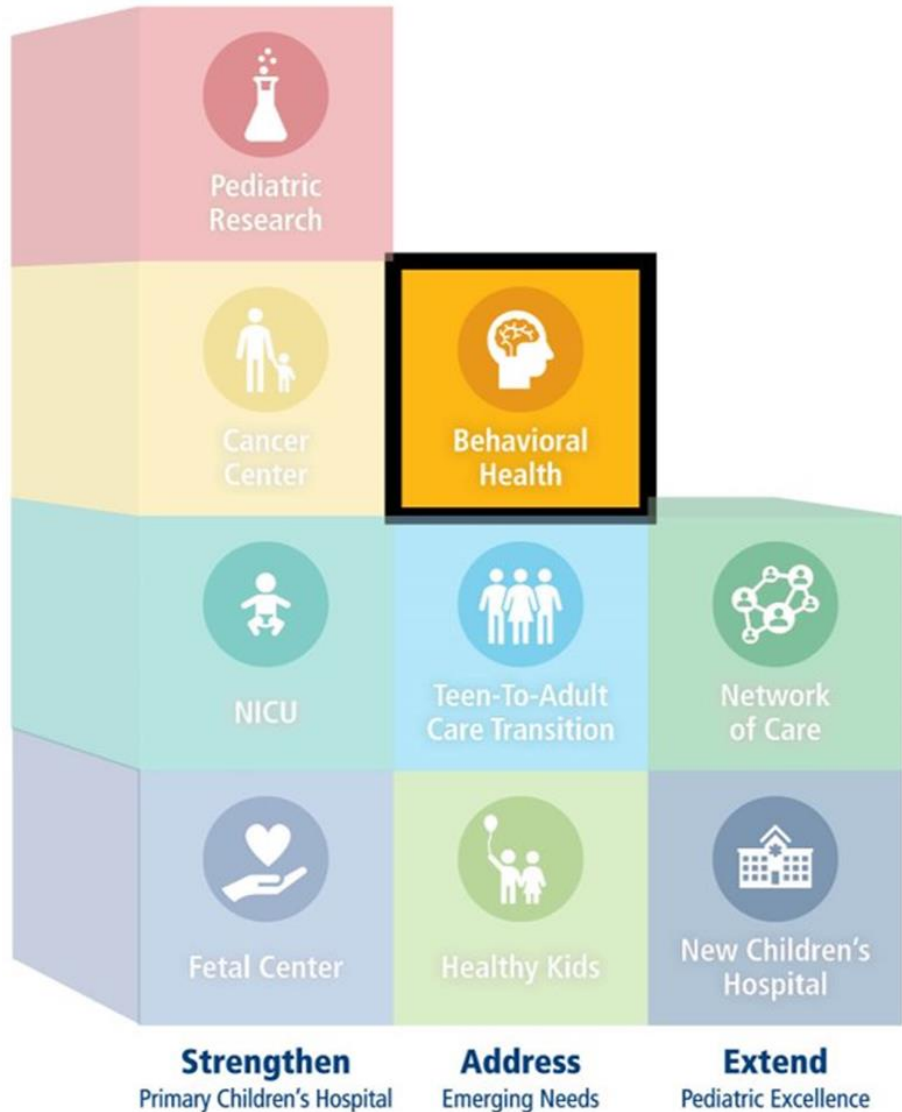 Pediatric
Research
Cancer
Center
Behavioral
Health
NICU
Teen-To-Adult
Care Transition
Network
of Care
Fetal Center
Healthy Kids
New Children's
Hospital
Strengthen
Primary Children's Hospital
Address
Emerging Needs
Extend
Pediatric Excellence